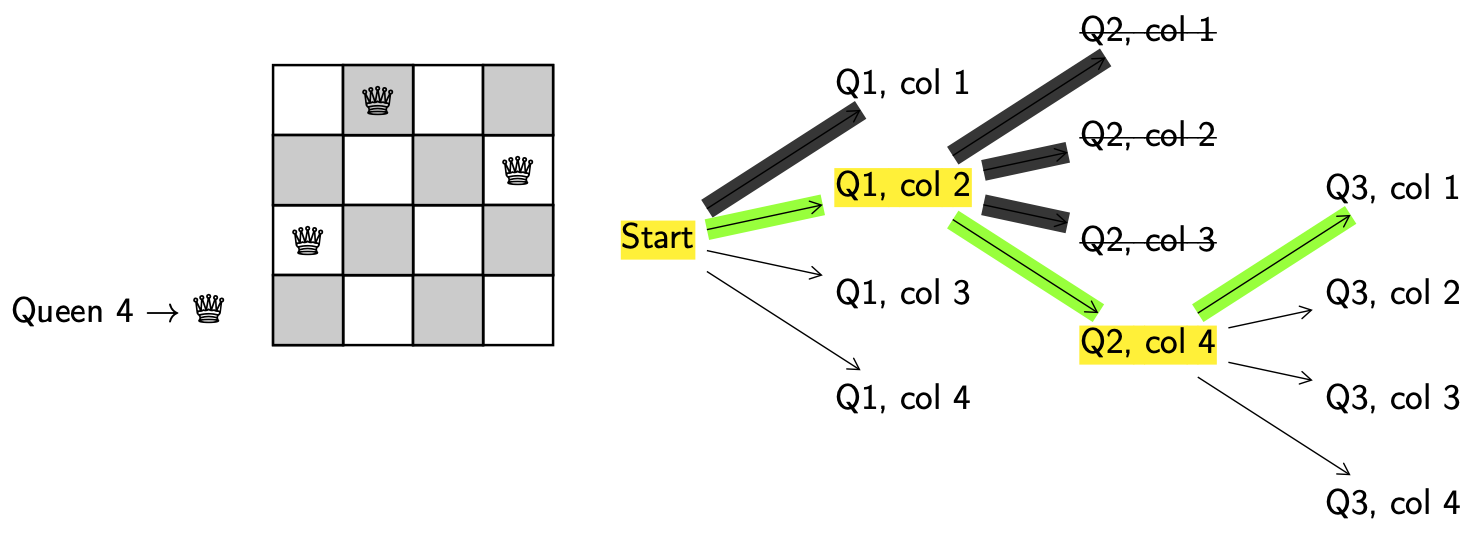 Queen 4 → ♕
Start
Q1, col 1
Q1, col 2
Q1, col 3
Q1, col 4
Q2, col 1
Q2, col 2
Q2, col 3
Q2, col 4
Q3, col 1
Q3, col 2
Q3, col 3
Q3, col 4